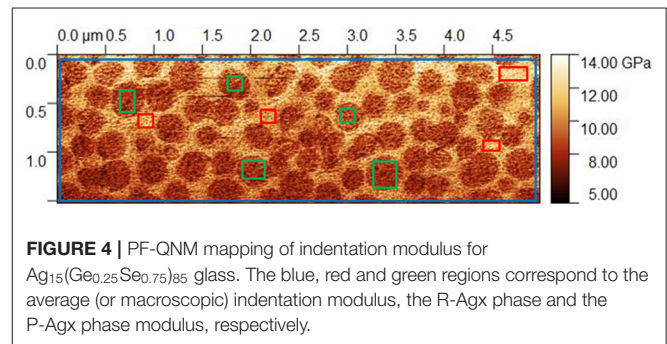 0.0 µm 0.5 1.0 1.5 2.0 2.5 3.0 3.5 4.0 4.5
0.0
0.5
1.0
14.00 GPa
12.00
10.00
8.00
5.00
FIGURE 4 | PF-QNM mapping of indentation modulus for
Ag15(Ge0.25Se0.75)85 glass. The blue, red and green regions correspond to the
average (or macroscopic) indentation modulus, the R-Agx phase and the
P-Agx phase modulus, respectively.